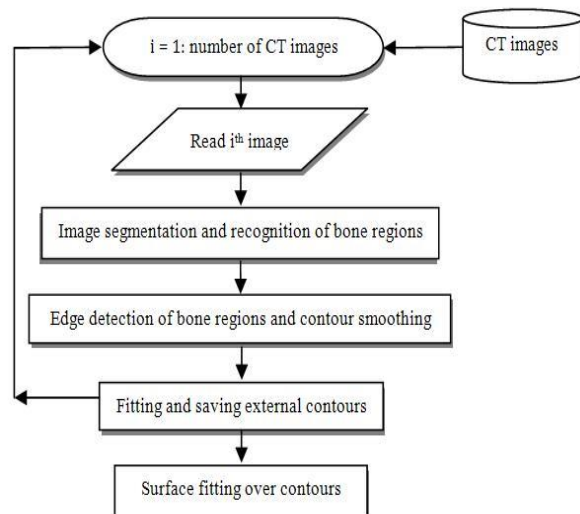 i = 1: number of CT images
CT images
Read iᵗʰ image
Image segmentation and recognition of bone regions
Edge detection of bone regions and contour smoothing
Fitting and saving external contours
Surface fitting over contours